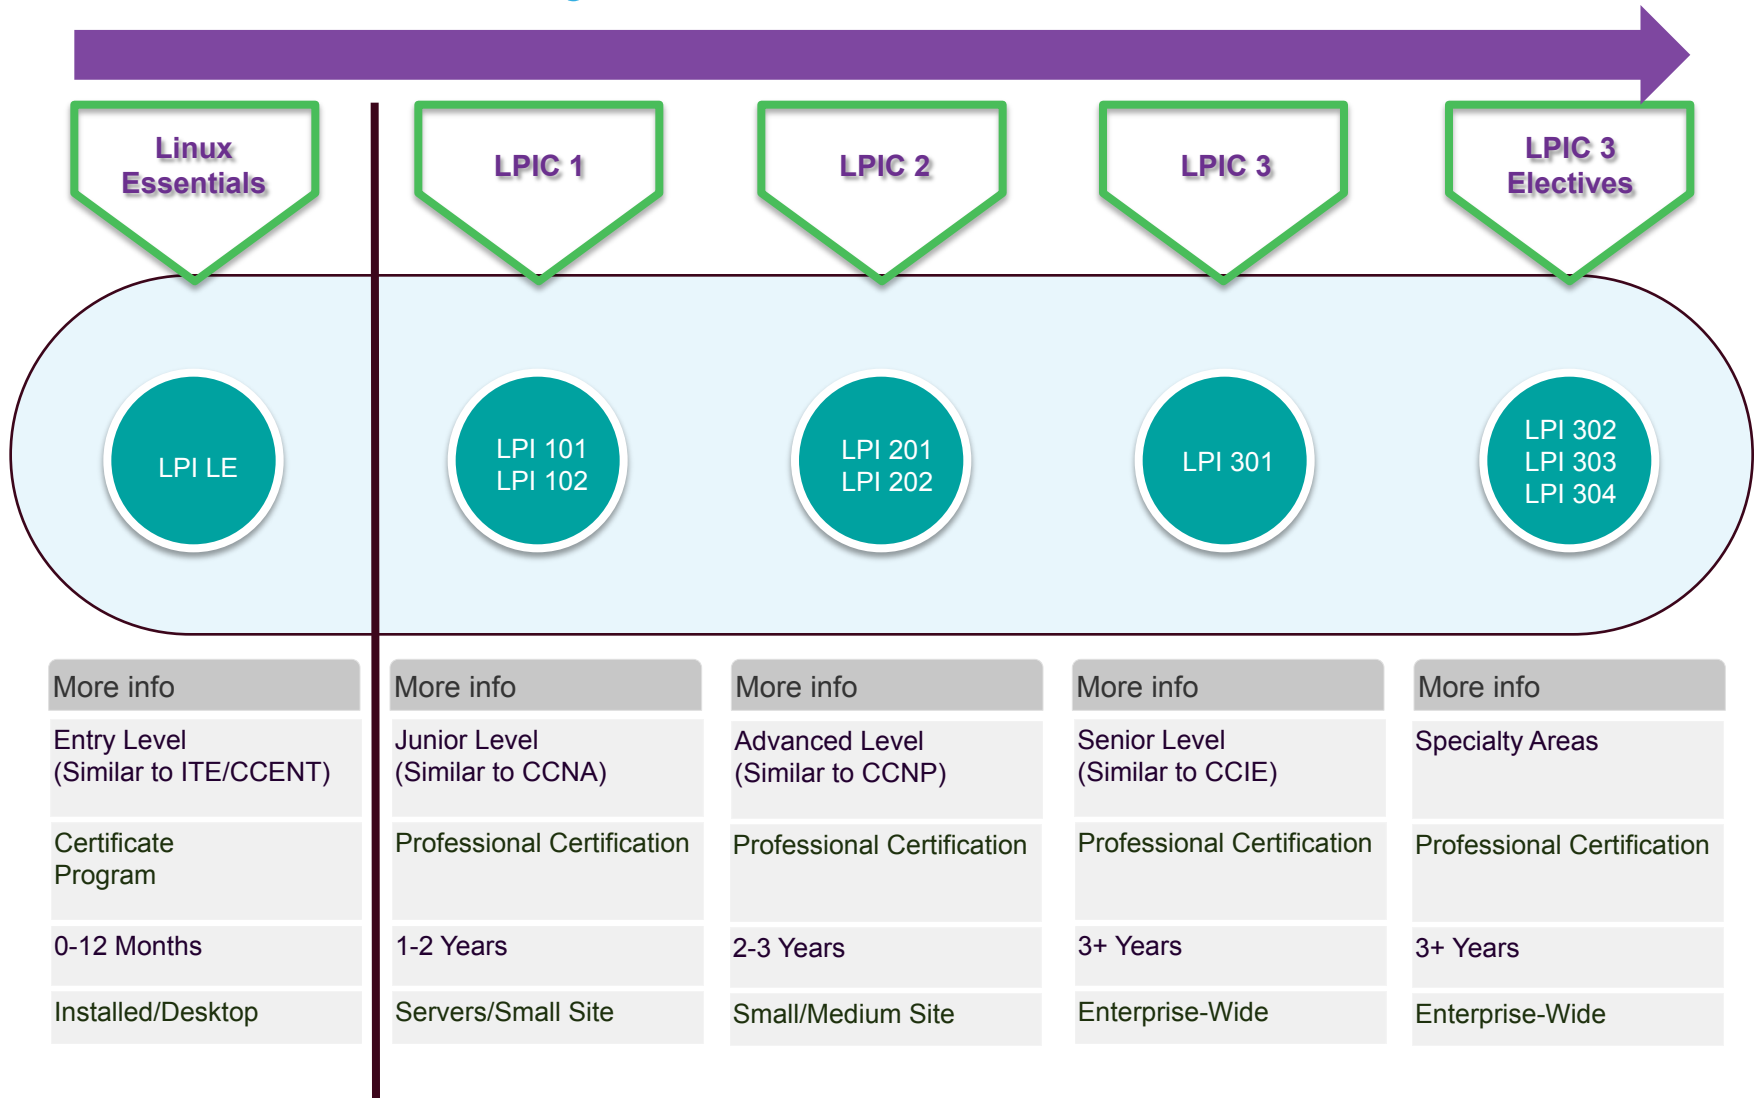 Linux
Essentials
LPIC 1
LPIC 2
LPIC 3
LPIC 3
Electives
LPI LE
LPI 101
LPI 102
LPI 201
LPI 202
LPI 301
LPI 302
LPI 303
LPI 304
More info
Entry Level
(Similar to ITE/CCENT)
Certificate
Program
0-12 Months
Installed/Desktop
More info
Junior Level
(Similar to CCNA)
Professional Certification
1-2 Years
Servers/Small Site
More info
Advanced Level
(Similar to CCNP)
Professional Certification
2-3 Years
Small/Medium Site
More info
Senior Level
(Similar to CCIE)
Professional Certification
3+ Years
Enterprise-Wide
More info
Specialty Areas
Professional Certification
3+ Years
Enterprise-Wide